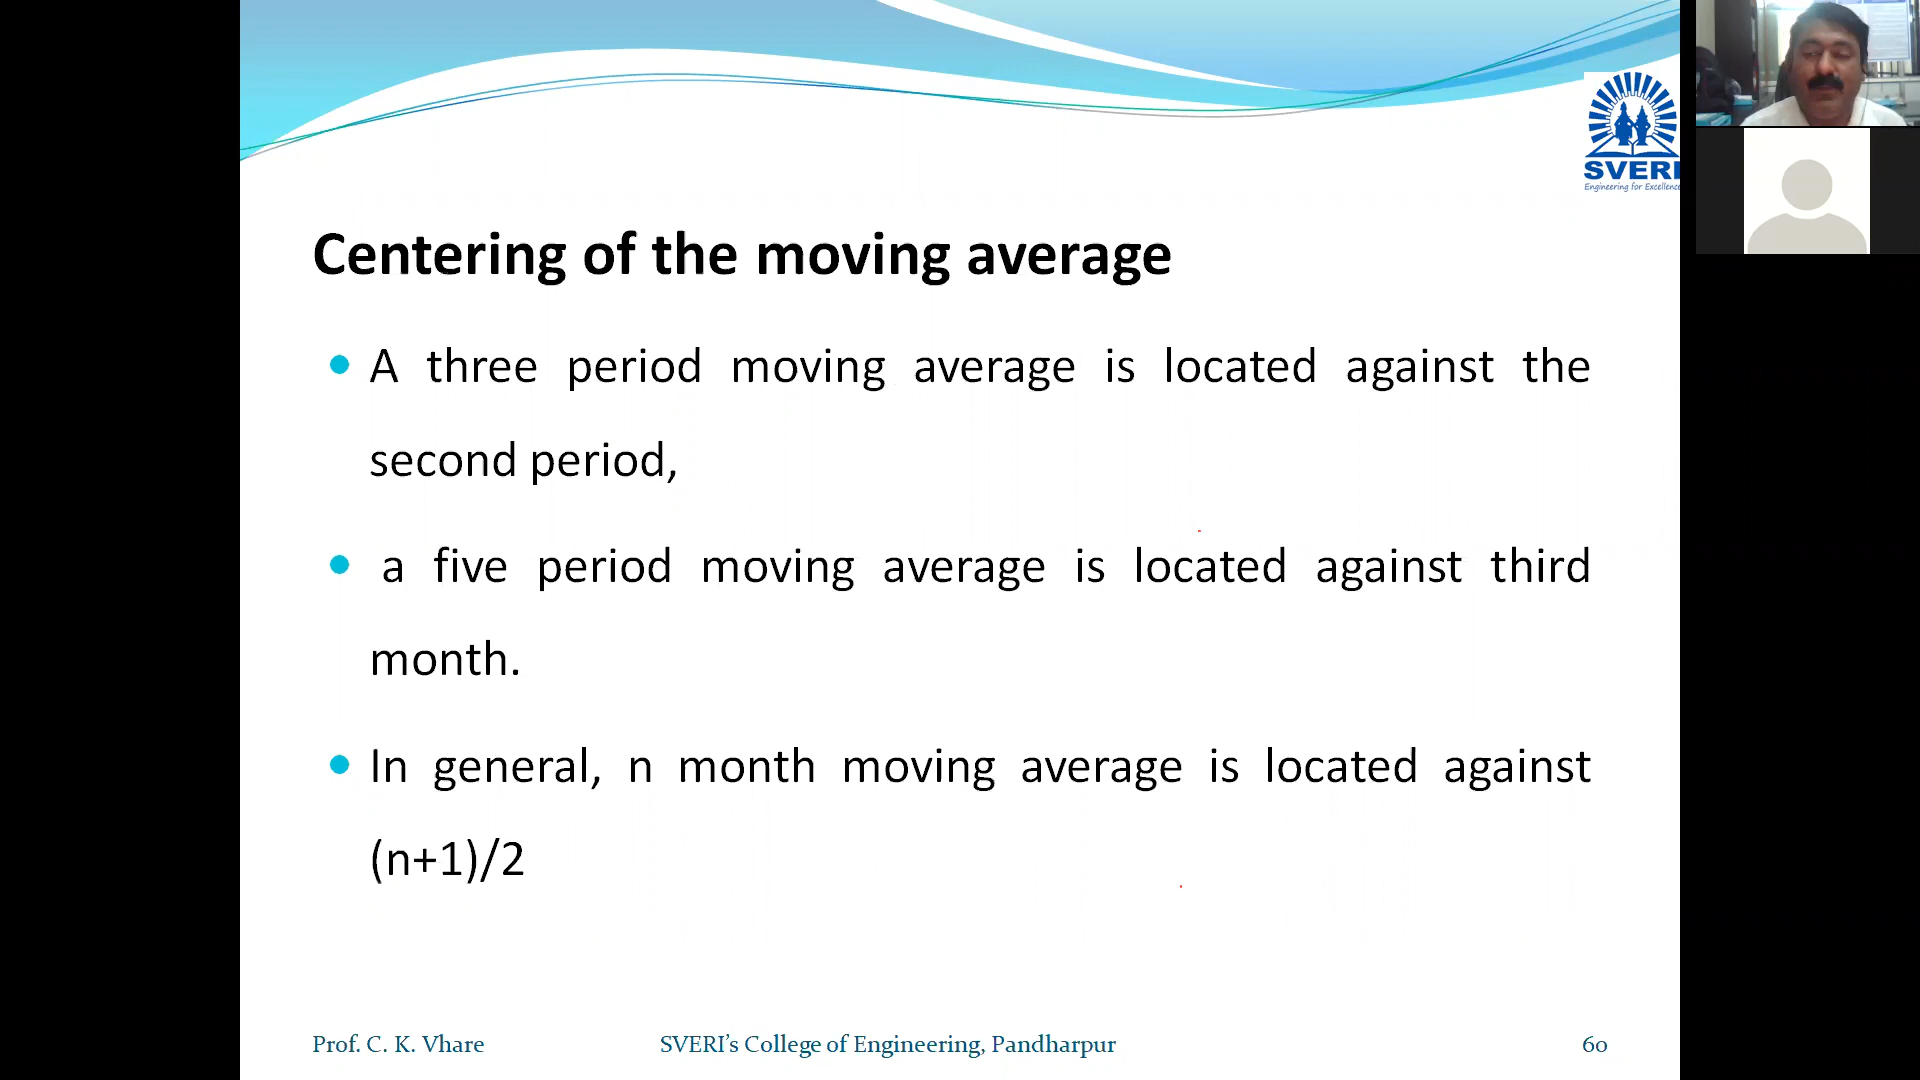 SVERI
Engineering for Excellence
Centering of the moving average
A three period moving average is located against the
second period,
a five period moving average is located against third
month.
In general, n month moving average is located against
(n+1)/2
Prof. C. K. Vhare
SVERI's College of Engineering, Pandharpur
60